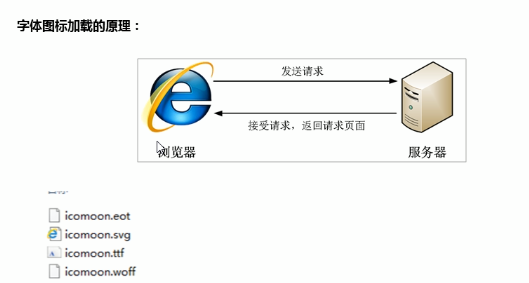 字体图标加载的原理：
发送请求
接受请求，返回请求页面
浏览器
服务器
icomoon.eot
icomoon.svg
icomoon.ttf
icomoon.woff